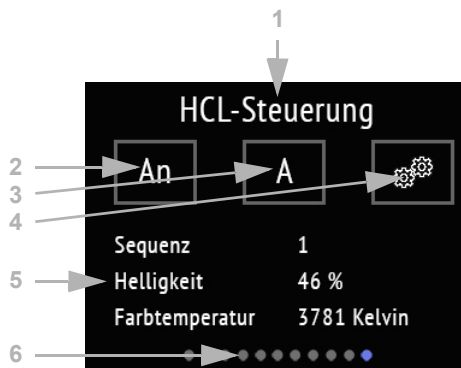 1
HCL-Steuerung
2
An
A
3
4
Sequenz 1
5
Helligkeit 46 %
Farbtemperatur 3781 Kelvin
6